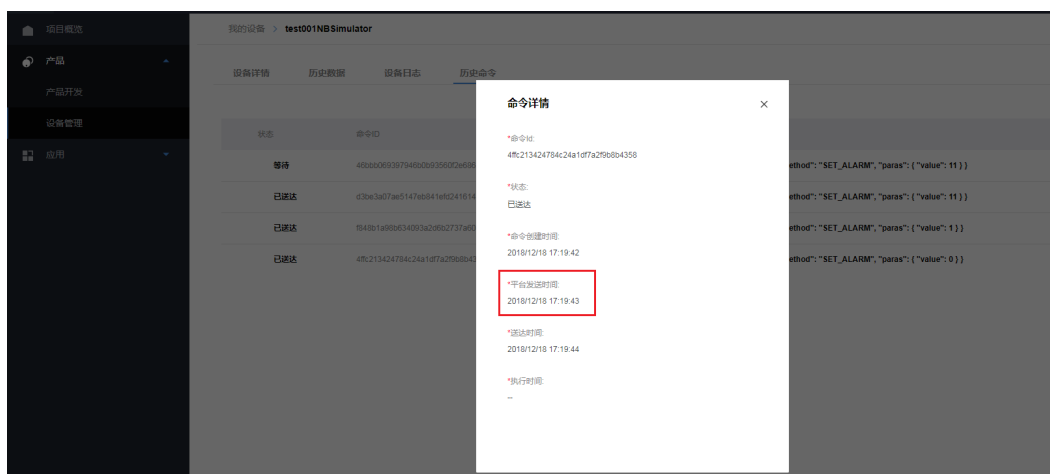 项目概览
我的设备 > test001NBSimulator
产品
设备详情 历史数据 设备日志 历史命令
产品开发
设备管理
应用
状态 命令ID
等待 ethod": "SET_ALARM", "paras": { "value": 11 } }
已送达 ethod": "SET_ALARM", "paras": { "value": 11 } }
已送达 ethod": "SET_ALARM", "paras": { "value": 1 } }
已送达 ethod": "SET_ALARM", "paras": { "value": 0 } }
命令详情
*命令Id:
4ffc213424784c24a1df7a2f9b8b4358
*状态:
已送达
*命令创建时间:
2018/12/18 17:19:42
*平台发送时间:
2018/12/18 17:19:43
*送达时间:
2018/12/18 17:19:44
*执行时间:
--